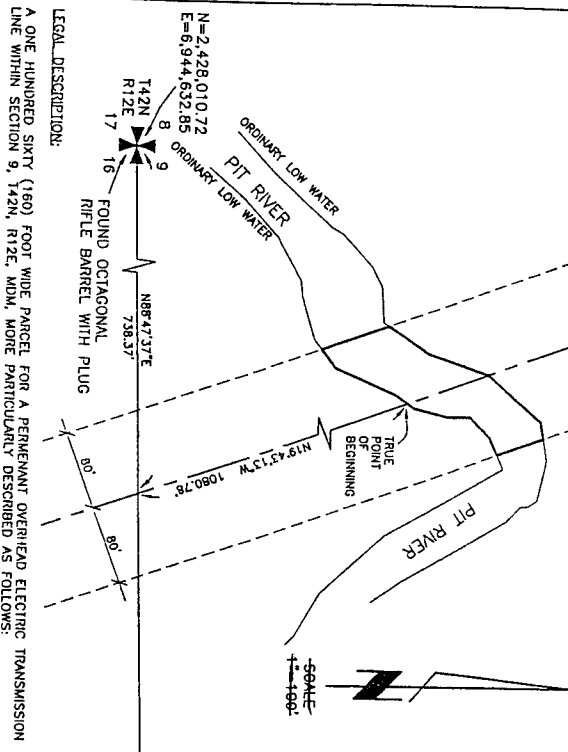 N=2,428,010.72
E=6,944,632.85
T42N
R12E
8
9
17
16
FOUND OCTAGONAL
RIFLE BARREL WITH PLUG
ORDINARY LOW WATER
PIT RIVER
ORDINARY LOW WATER
N88°47'37"E
738.37'
N19°43'13"W
1080.78'
TRUE
POINT
OF
BEGINNING
PIT RIVER
80'
80'
SCALE
1"=100'
LEGAL DESCRIPTION:
A ONE HUNDRED SIXTY (160) FOOT WIDE PARCEL FOR A PERMENANT OVERHEAD ELECTRIC TRANSMISSION
LINE WITHIN SECTION 9, T42N, R12E, MDM, MORE PARTICULARLY DESCRIBED AS FOLLOWS: